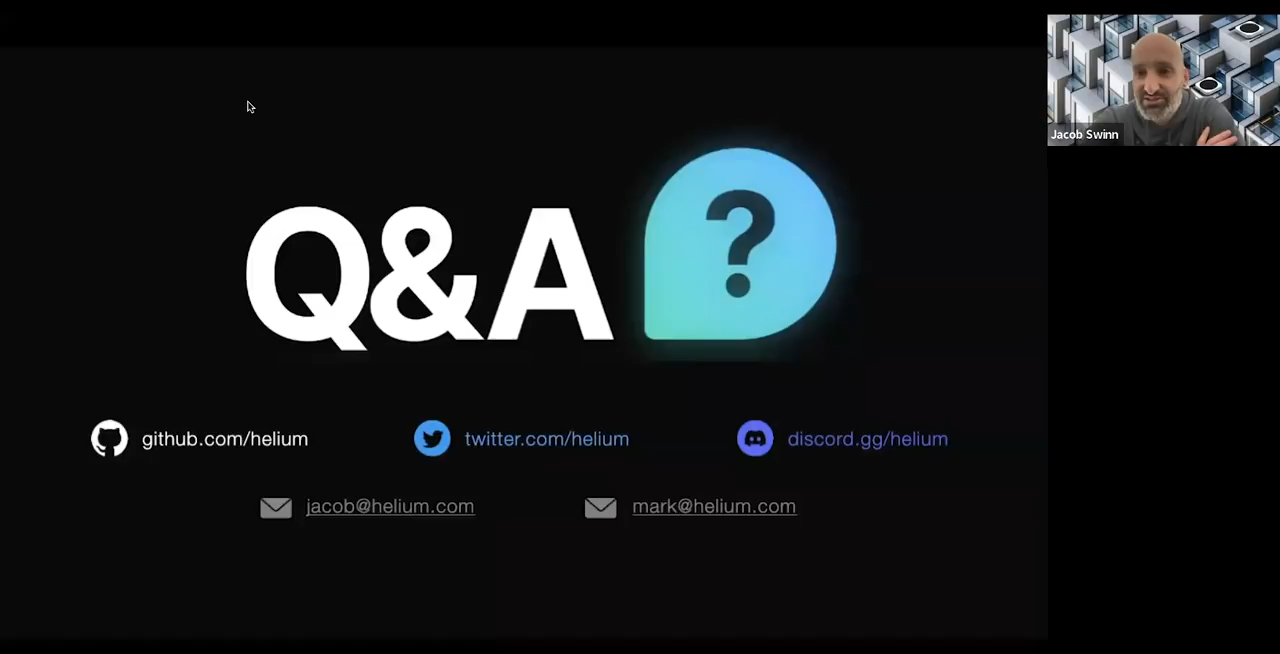 Jacob Swinn
Q&A ?
github.com/helium
twitter.com/helium
discord.gg/helium
jacob@helium.com
mark@helium.com